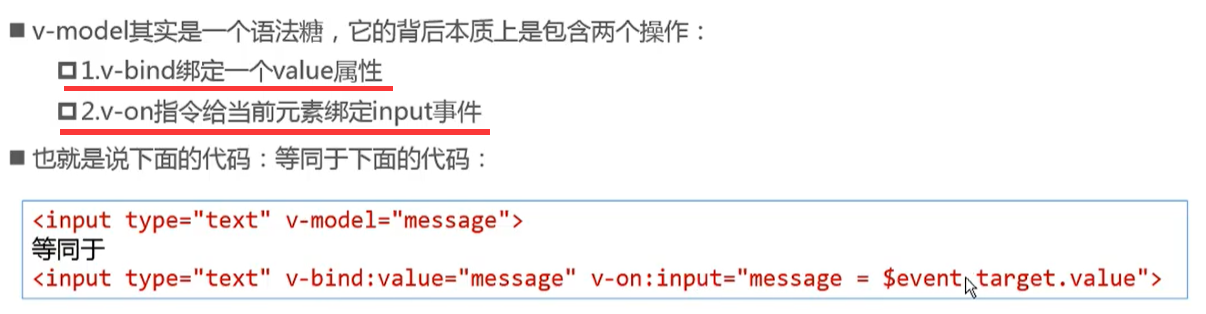 v-model其实是一个语法糖，它的背后本质上是包含两个操作：
1.v-bind绑定一个value属性
2.v-on指令给当前元素绑定input事件
也就是说下面的代码：等同于下面的代码：
<input type="text" v-model="message">
等同于
<input type="text" v-bind:value="message" v-on:input="message = $event.target.value">